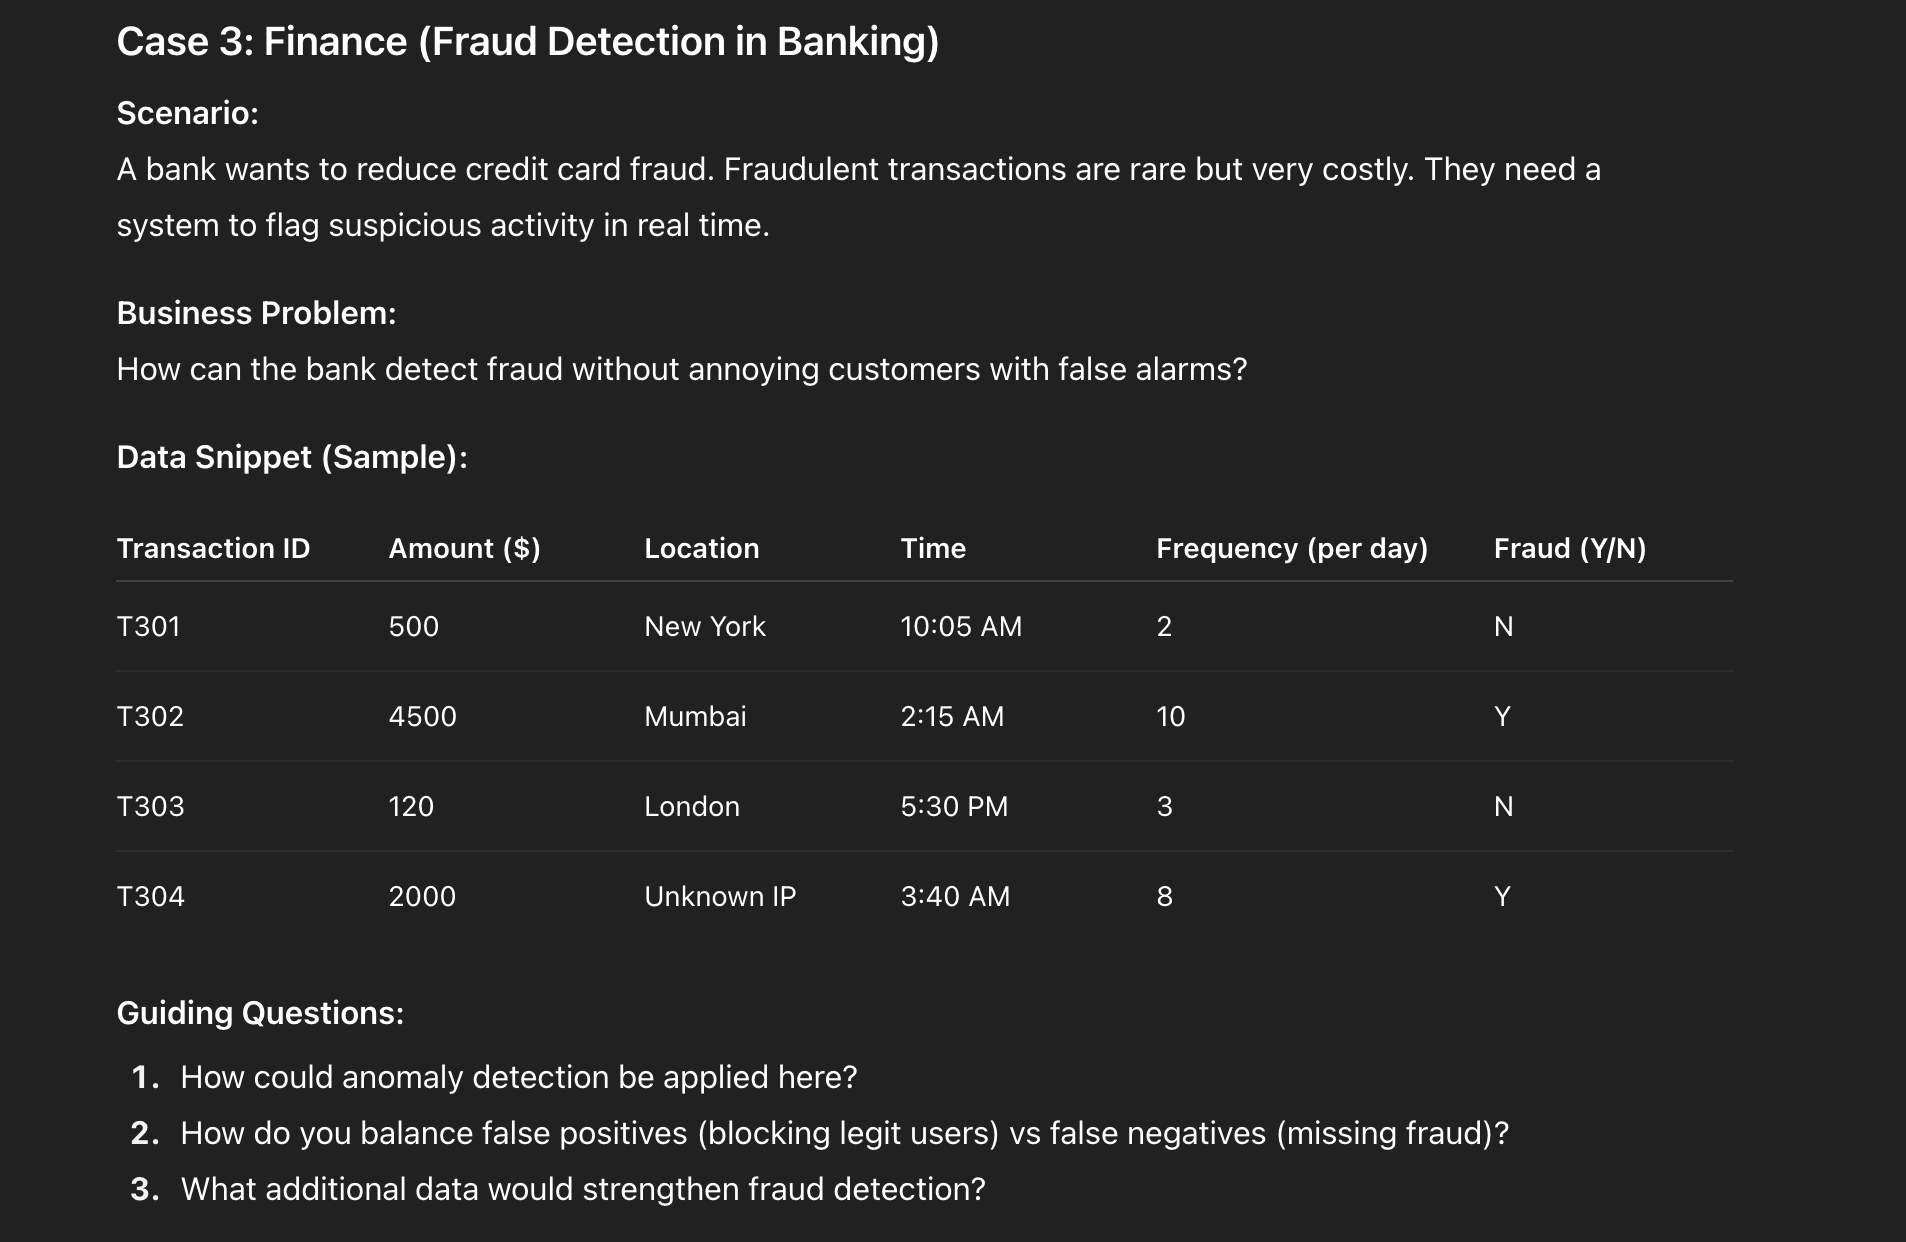 Case 3: Finance (Fraud Detection in Banking)
Scenario:
A bank wants to reduce credit card fraud. Fraudulent transactions are rare but very costly. They need a
system to flag suspicious activity in real time.
Business Problem:
How can the bank detect fraud without annoying customers with false alarms?
Data Snippet (Sample):
Transaction ID Amount ($) Location Time Frequency (per day) Fraud (Y/N)
T301 500 New York 10:05 AM 2 N
T302 4500 Mumbai 2:15 AM 10 Y
T303 120 London 5:30 PM 3 N
T304 2000 Unknown IP 3:40 AM 8 Y
Guiding Questions:
1. How could anomaly detection be applied here?
2. How do you balance false positives (blocking legit users) vs false negatives (missing fraud)?
3. What additional data would strengthen fraud detection?